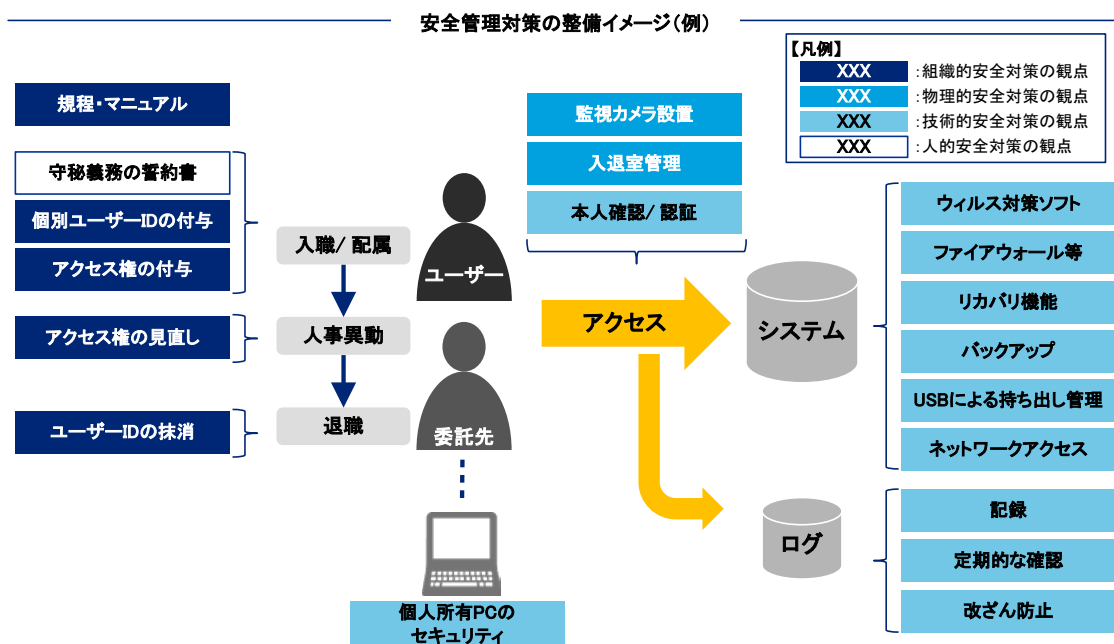 安全管理対策の整備イメージ(例)
【凡例】
XXX :組織的安全対策の観点
XXX :物理的安全対策の観点
XXX :技術的安全対策の観点
XXX :人的安全対策の観点
規程・マニュアル
守秘義務の誓約書
個別ユーザーIDの付与
アクセス権の付与
アクセス権の見直し
ユーザーIDの抹消
入職/ 配属
人事異動
退職
ユーザー
委託先
個人所有PCの
セキュリティ
監視カメラ設置
入退室管理
本人確認/ 認証
アクセス
システム
ログ
ウィルス対策ソフト
ファイアウォール等
リカバリ機能
バックアップ
USBによる持ち出し管理
ネットワークアクセス
記録
定期的な確認
改ざん防止